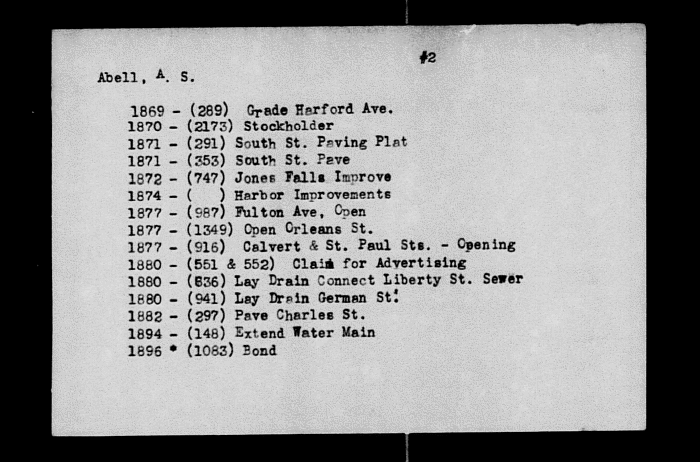 #2
Abell, A. S.
1869 - (289) Grade Harford Ave.
1870 - (2173) Stockholder
1871 - (291) South St. Paving Plat
1871 - (353) South St. Pave
1872 - (747) Jones Falls Improve
1874 - ( ) Harbor Improvements
1877 - (987) Fulton Ave, Open
1877 - (1349) Open Orleans St.
1877 - (916) Calvert & St. Paul Sts. - Opening
1880 - (551 & 552) Claim for Advertising
1880 - (636) Lay Drain Connect Liberty St. Sewer
1880 - (941) Lay Drain German St.
1882 - (297) Pave Charles St.
1894 - (148) Extend Water Main
1896 * (1083) Bond